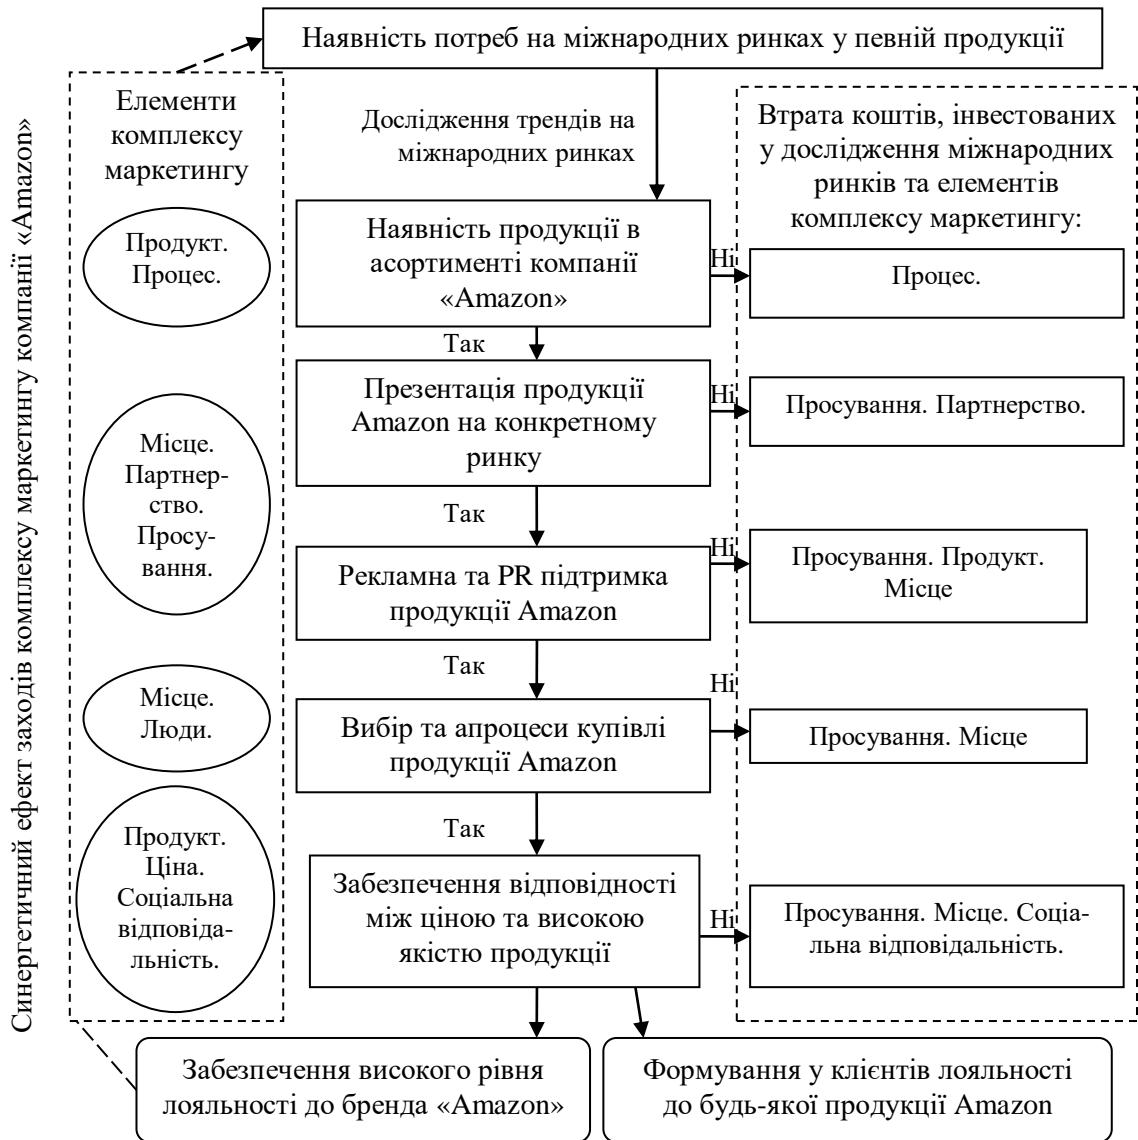 Наявність потреб на міжнародних ринках у певній продукції
Синергетичний ефект заходів комплексу маркетингу компанії «Amazon»
Елементи
комплексу
маркетингу
Продукт.
Процес.
Місце.
Партнер-
ство.
Просу-
вання.
Місце.
Люди.
Продукт.
Ціна.
Соціальна
відповіда-
льність.
Дослідження трендів на
міжнародних ринках
Наявність продукції в
асортименті компанії
«Amazon»
Ні
Так
Презентація продукції
Amazon на конкретному
ринку
Ні
Так
Рекламна та PR підтримка
продукції Amazon
Ні
Так
Вибір та апроцеси купівлі
продукції Amazon
Ні
Так
Забезпечення відповідності
між ціною та високою
якістю продукції
Ні
Втрата коштів, інвестованих
у дослідження міжнародних
ринків та елементів
комплексу маркетингу:
Процес.
Просування. Партнерство.
Просування. Продукт.
Місце
Просування. Місце
Просування. Місце. Соціа-
льна відповідальність.
Забезпечення високого рівня
лояльності до бренда «Amazon»
Формування у клієнтів лояльності
до будь-якої продукції Amazon